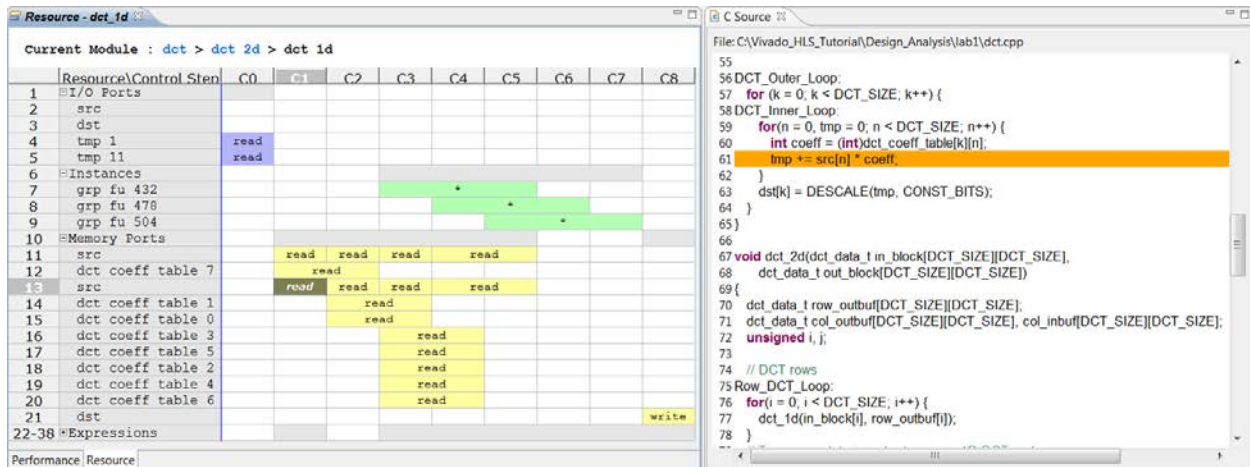 Resource - dct_1d
Current Module : dct > dct 2d > dct 1d
Resource\Control Step C0 C1 C2 C3 C4 C5 C6 C7 C8
1 I/O Ports
2 src
3 dst
4 tmp 1 read
5 tmp 11 read
6 Instances
7 grp fu 432 *
8 grp fu 478 *
9 grp fu 504 *
10 Memory Ports
11 src read read read read
12 dct coeff table 7 read
13 src read read read read
14 dct coeff table 1 read
15 dct coeff table 0 read
16 dct coeff table 3 read
17 dct coeff table 5 read
18 dct coeff table 2 read
19 dct coeff table 4 read
20 dct coeff table 6 read
21 dst write
22-38 Expressions
Performance Resource
C Source
File: C:\Vivado_HLS_Tutorial\Design_Analysis\lab1\dct.cpp
55
56 DCT_Outer_Loop:
57 for (k = 0; k < DCT_SIZE; k++) {
58 DCT_Inner_Loop:
59 for(n = 0, tmp = 0; n < DCT_SIZE; n++) {
60 int coeff = (int)dct_coeff_table[k][n];
61 tmp += src[n] * coeff;
62 }
63 dst[k] = DESCALE(tmp, CONST_BITS);
64 }
65 }
66
67 void dct_2d(dct_data_t in_block[DCT_SIZE][DCT_SIZE],
68 dct_data_t out_block[DCT_SIZE][DCT_SIZE])
69 {
70 dct_data_t row_outbuf[DCT_SIZE][DCT_SIZE];
71 dct_data_t col_outbuf[DCT_SIZE][DCT_SIZE], col_inbuf[DCT_SIZE][DCT_SIZE];
72 unsigned i, j;
73
74 // DCT rows
75 Row_DCT_Loop:
76 for(i = 0; i < DCT_SIZE; i++) {
77 dct_1d(in_block[i], row_outbuf[i]);
78 }